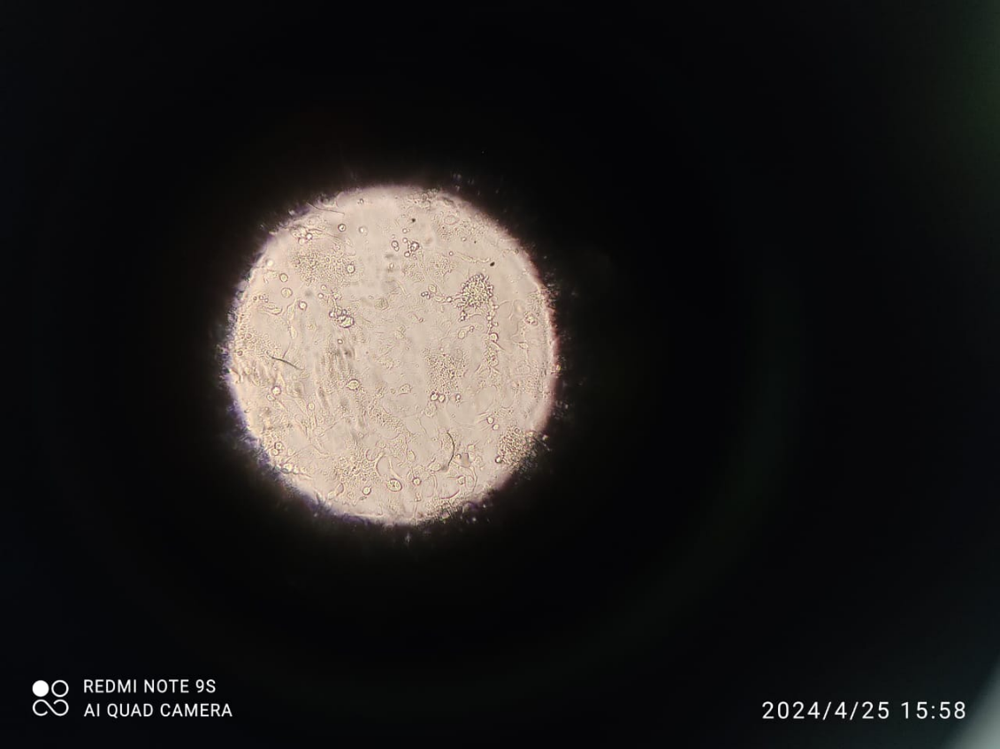 REDMI NOTE 9S
AI QUAD CAMERA
2024/4/25 15:58